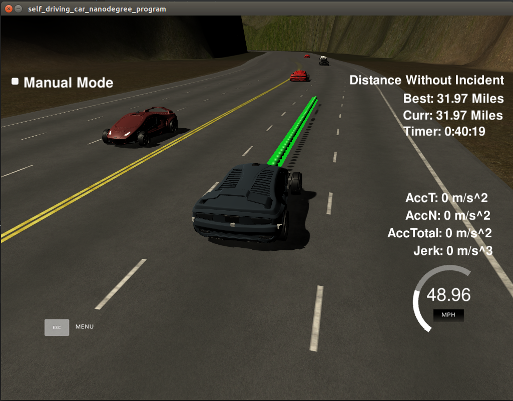 self_driving_car_nanodegree_program
Manual Mode
Distance Without Incident
Best: 31.97 Miles
Curr: 31.97 Miles
Timer: 0:40:19
AccT: 0 m/s^2
AccN: 0 m/s^2
AccTotal: 0 m/s^2
Jerk: 0 m/s^3
48.96
MPH
ESC MENU